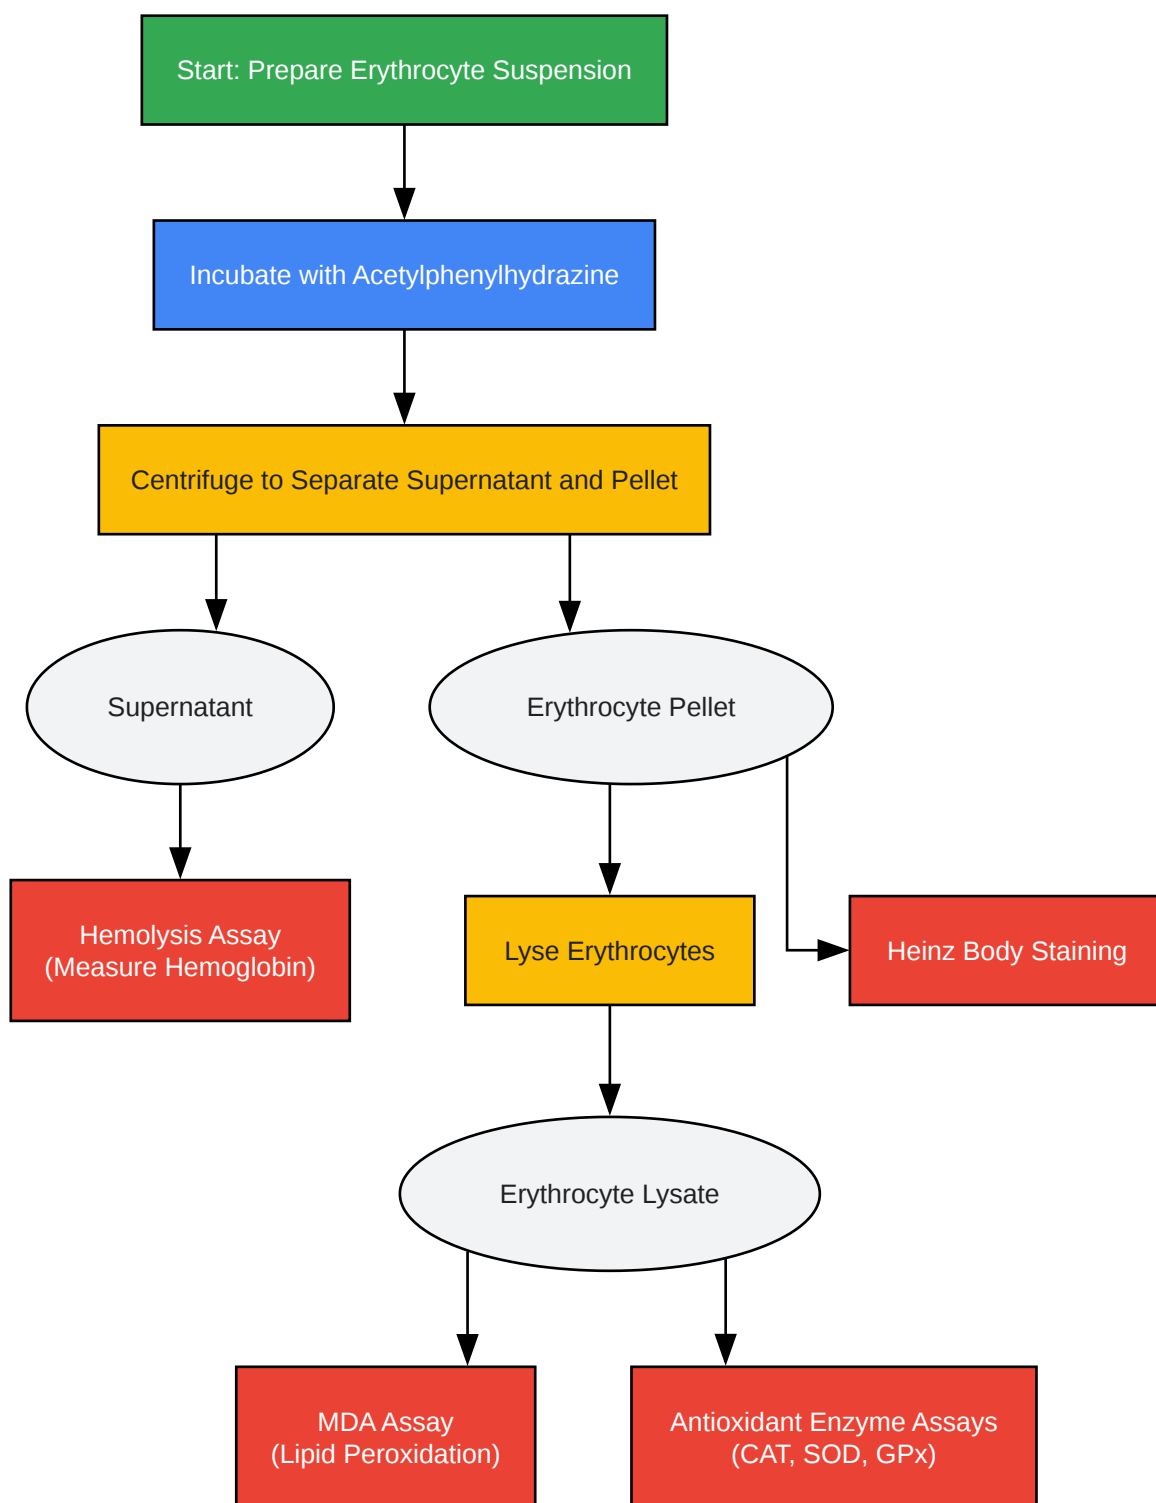 Start: Prepare Erythrocyte Suspension
Incubate with Acetylphenylhydrazine
Centrifuge to Separate Supernatant and Pellet
Supernatant
Erythrocyte Pellet
Hemolysis Assay
(Measure Hemoglobin)
Lyse Erythrocytes
Heinz Body Staining
Erythrocyte Lysate
MDA Assay
(Lipid Peroxidation)
Antioxidant Enzyme Assays
(CAT, SOD, GPx)